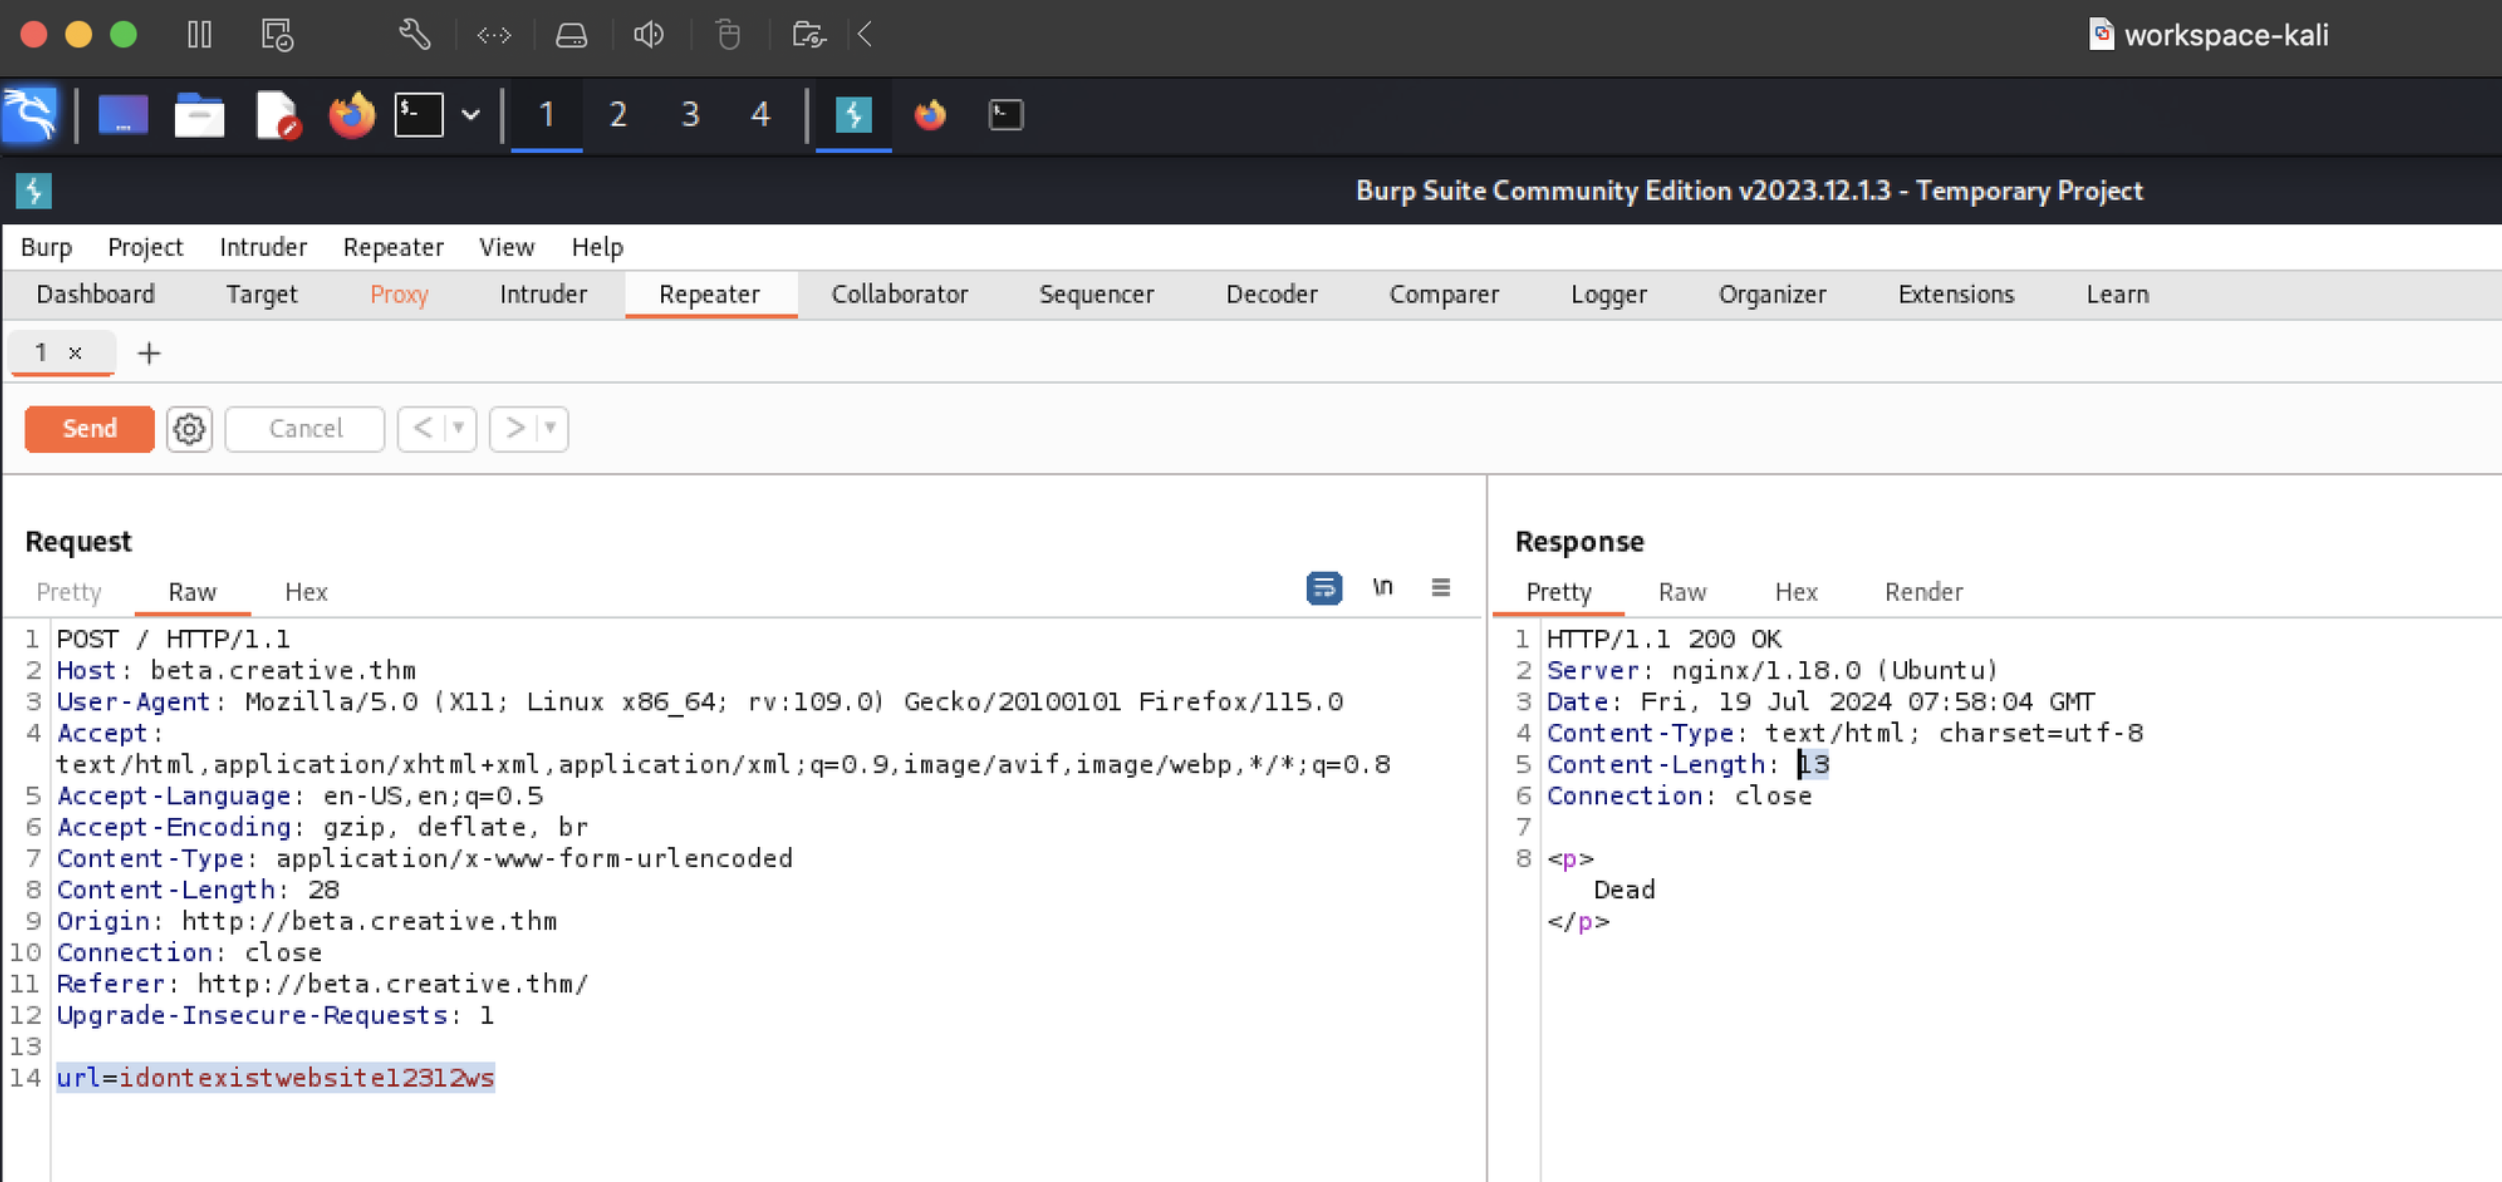 workspace-kali
1 2 3 4
Burp Suite Community Edition v2023.12.1.3 - Temporary Project
Burp Project Intruder Repeater View Help
Dashboard Target Proxy Intruder Repeater Collaborator Sequencer Decoder Comparer Logger Organizer Extensions Learn
1 × +
Send Cancel < >
Request
Pretty Raw Hex \n
1 POST / HTTP/1.1
2 Host: beta.creative.thm
3 User-Agent: Mozilla/5.0 (X11; Linux x86_64; rv:109.0) Gecko/20100101 Firefox/115.0
4 Accept:
text/html,application/xhtml+xml,application/xml;q=0.9,image/avif,image/webp,*/*;q=0.8
5 Accept-Language: en-US,en;q=0.5
6 Accept-Encoding: gzip, deflate, br
7 Content-Type: application/x-www-form-urlencoded
8 Content-Length: 28
9 Origin: http://beta.creative.thm
10 Connection: close
11 Referer: http://beta.creative.thm/
12 Upgrade-Insecure-Requests: 1
13
14 url=idontexistwebsite12312ws
Response
Pretty Raw Hex Render
1 HTTP/1.1 200 OK
2 Server: nginx/1.18.0 (Ubuntu)
3 Date: Fri, 19 Jul 2024 07:58:04 GMT
4 Content-Type: text/html; charset=utf-8
5 Content-Length: 13
6 Connection: close
7
8 <p>
Dead
</p>